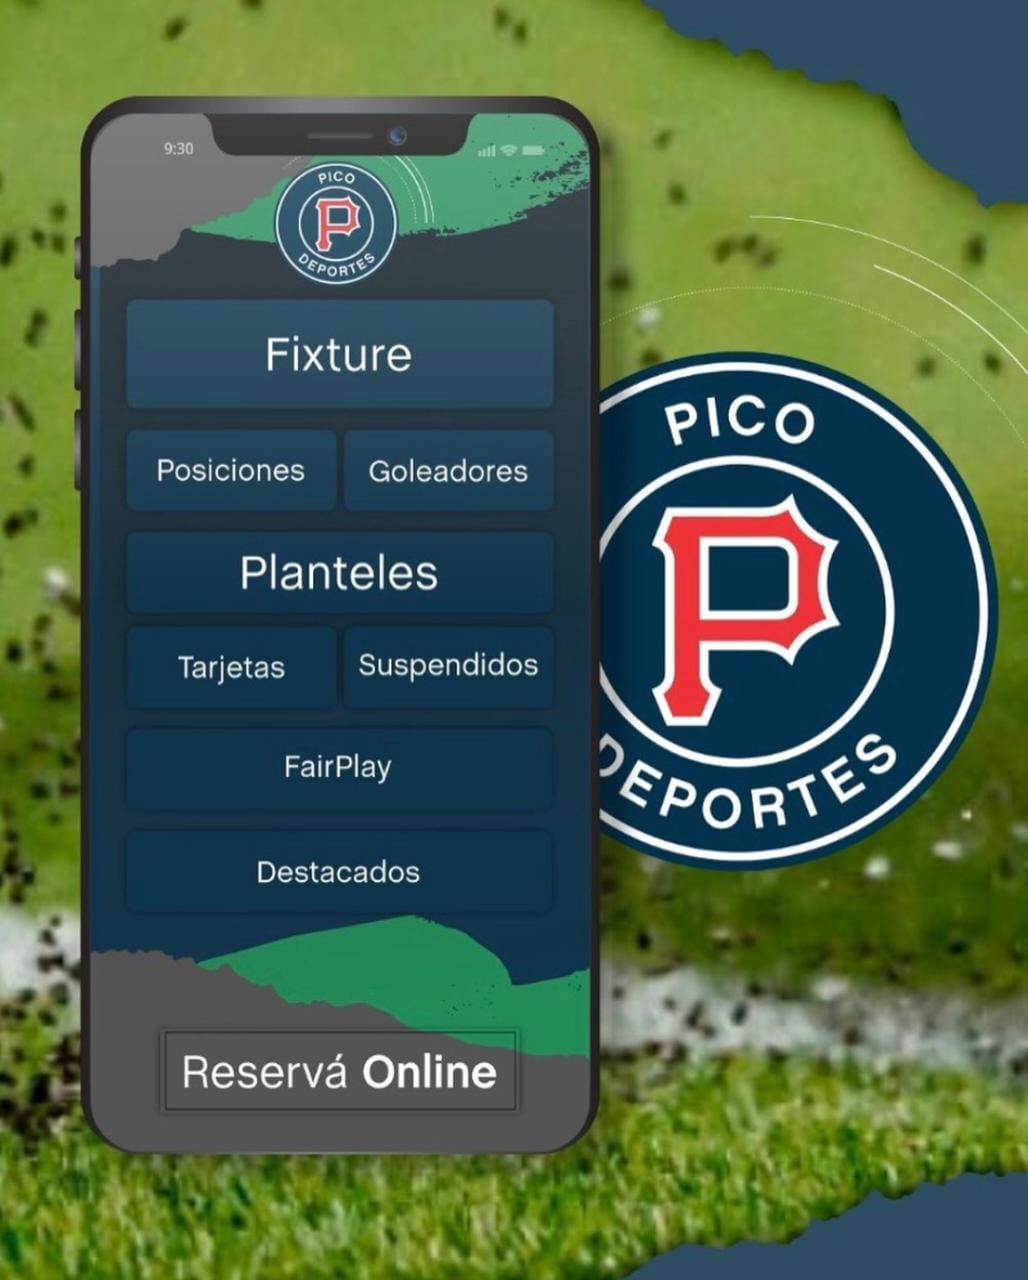 9:30
PICO
P
DEPORTES
Fixture
Posiciones
Goleadores
Planteles
Tarjetas
Suspendidos
FairPlay
Destacados
Reservá Online
PICO
P
DEPORTES